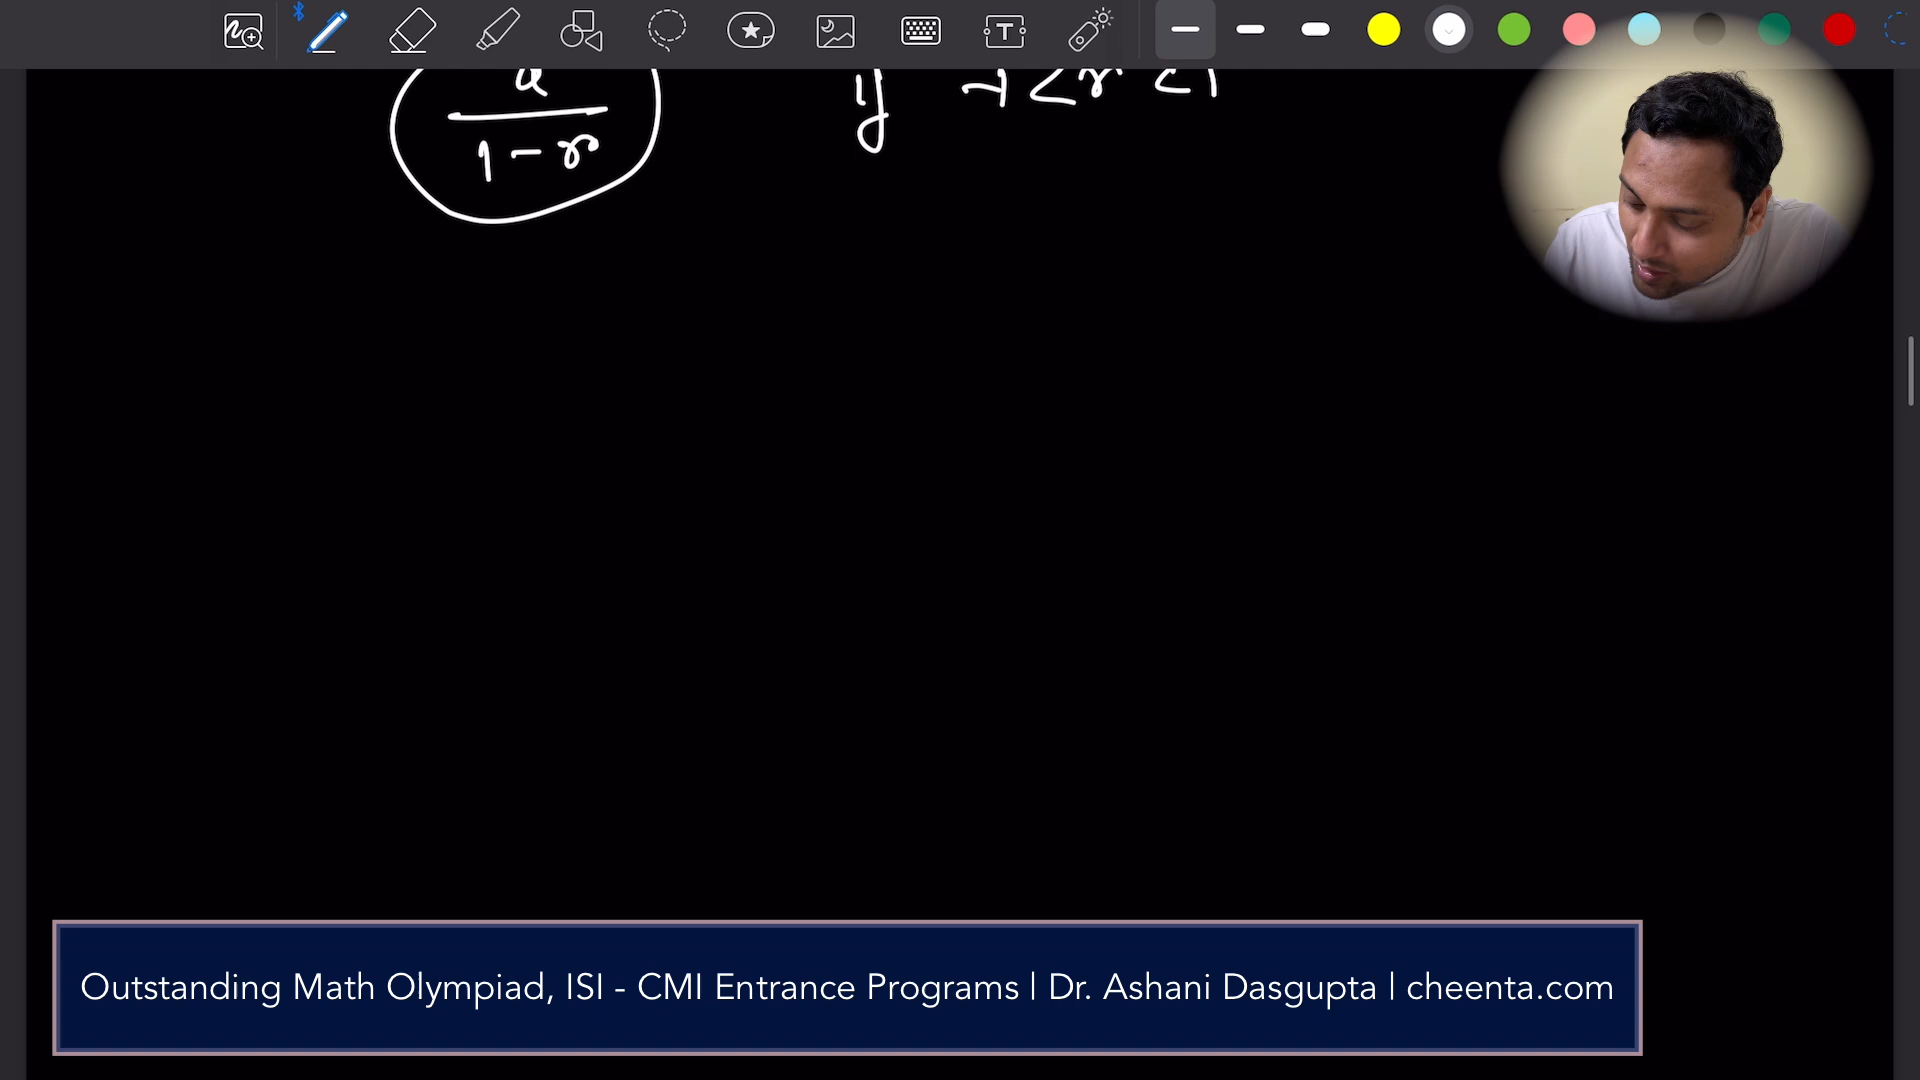 a
1 - r
if -1 < r < 1
T
Outstanding Math Olympiad, ISI - CMI Entrance Programs | Dr. Ashani Dasgupta | cheenta.com